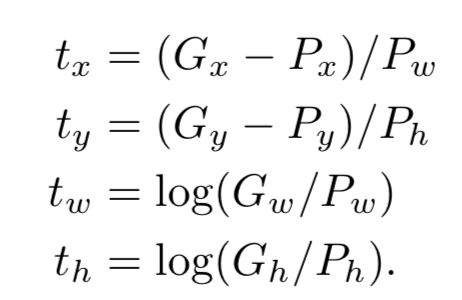 t_x = (G_x − P_x)/P_w
t_y = (G_y − P_y)/P_h
t_w = log(G_w/P_w)
t_h = log(G_h/P_h).